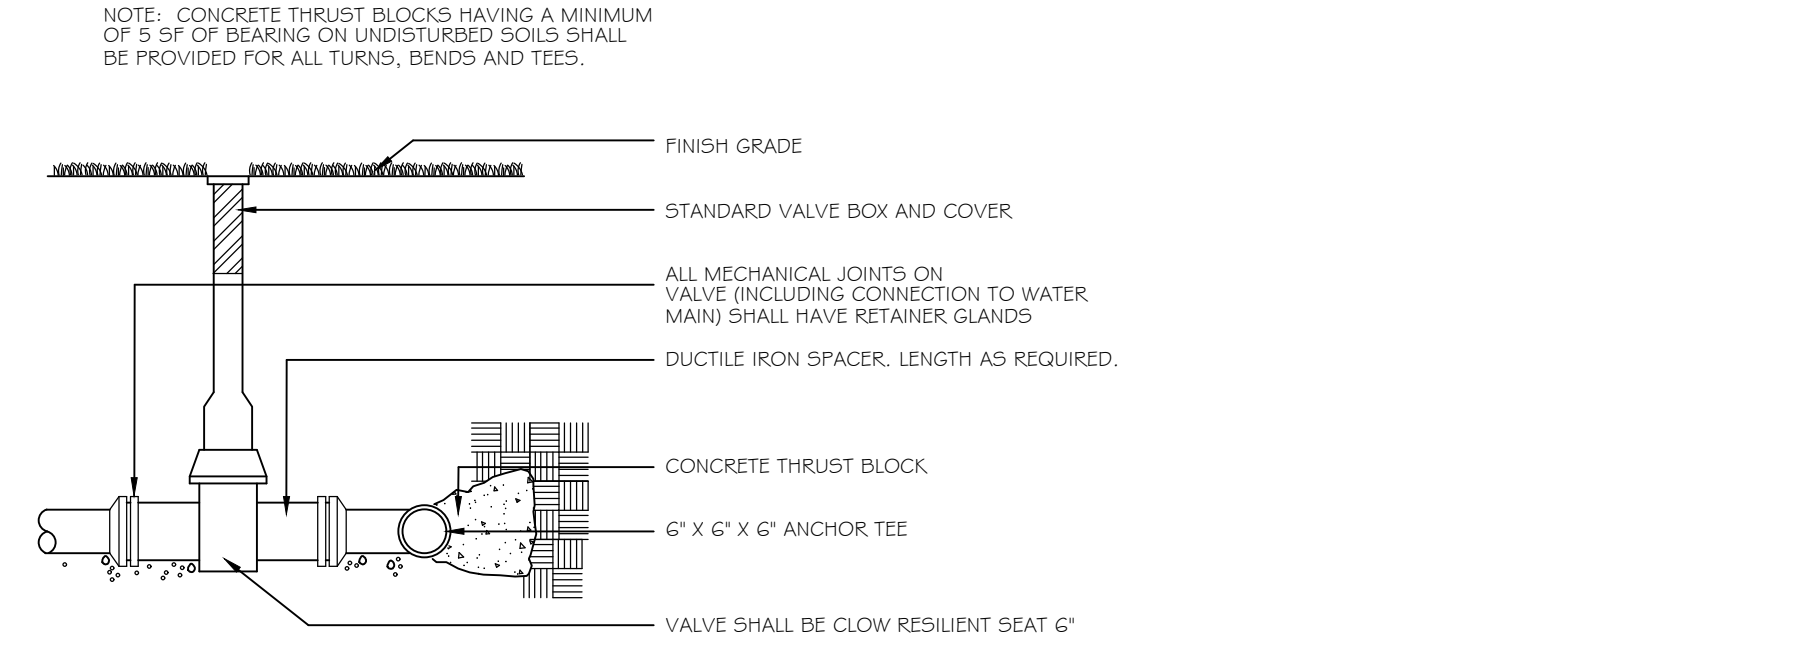 NOTE:  CONCRETE THRUST BLOCKS HAVING A MINIMUM
OF 5 SF OF BEARING ON UNDISTURBED SOILS SHALL
BE PROVIDED FOR ALL TURNS, BENDS AND TEES.
FINISH GRADE
STANDARD VALVE BOX AND COVER
ALL MECHANICAL JOINTS ON
VALVE (INCLUDING CONNECTION TO WATER
MAIN) SHALL HAVE RETAINER GLANDS
DUCTILE IRON SPACER. LENGTH AS REQUIRED.
CONCRETE THRUST BLOCK
6" X 6" X 6" ANCHOR TEE
VALVE SHALL BE CLOW RESILIENT SEAT 6"